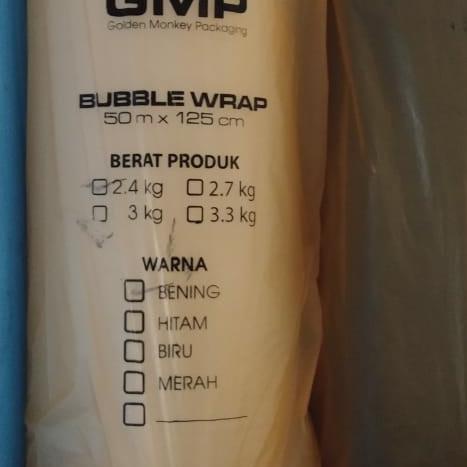 GMP
Golden Monkey Packaging
BUBBLE WRAP
50 m x 125 cm
BERAT PRODUK
2.4 kg 2.7 kg
3 kg 3.3 kg
WARNA
BENING
HITAM
BIRU
MERAH